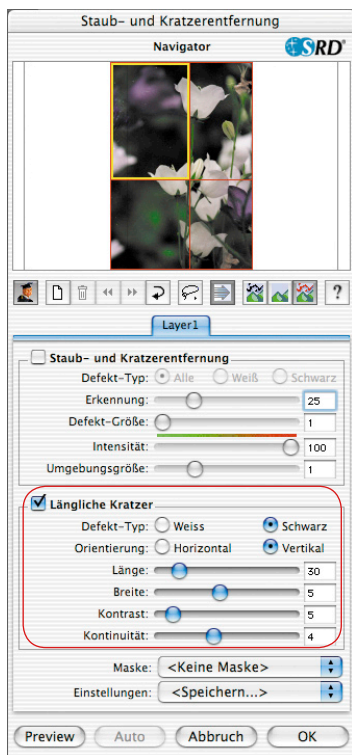 Staub- und Kratzerentfernung
Navigator SRD®
?
Layer1
Staub- und Kratzerentfernung
Defekt-Typ: Alle Weiß Schwarz
Erkennung: 25
Defekt-Größe: 1
Intensität: 100
Umgebungsgröße: 1
Längliche Kratzer
Defekt-Typ: Weiss Schwarz
Orientierung: Horizontal Vertikal
Länge: 30
Breite: 5
Kontrast: 5
Kontinuität: 4
Maske: <Keine Maske>
Einstellungen: <Speichern...>
Preview Auto Abbruch OK